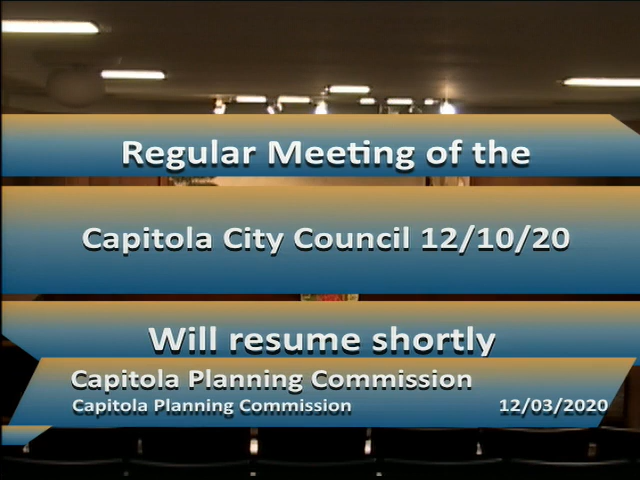 Regular Meeting of the
Capitola City Council 12/10/20
Will resume shortly
Capitola Planning Commission
Capitola Planning Commission 12/03/2020